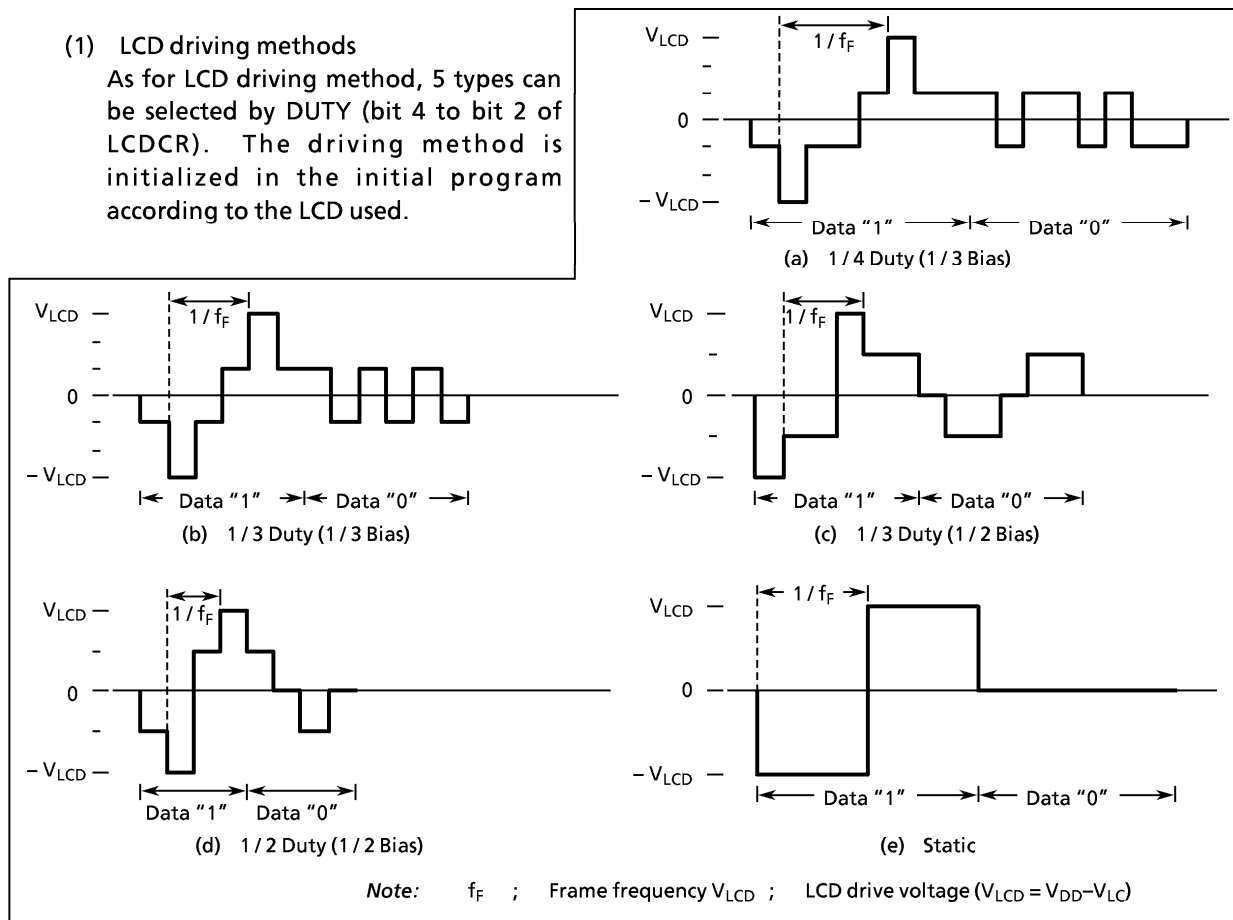 (1) LCD driving methods
As for LCD driving method, 5 types can
be selected by DUTY (bit 4 to bit 2 of
LCDCR). The driving method is
initialized in the initial program
according to the LCD used.
VLCD
1 / fF
0
– VLCD
Data “1”
Data “0”
(a) 1 / 4 Duty (1 / 3 Bias)
VLCD
1 / fF
0
– VLCD
Data “1”
Data “0”
(b) 1 / 3 Duty (1 / 3 Bias)
VLCD
1 / fF
0
– VLCD
Data “1”
Data “0”
(c) 1 / 3 Duty (1 / 2 Bias)
VLCD
1 / fF
0
– VLCD
Data “1”
Data “0”
(d) 1 / 2 Duty (1 / 2 Bias)
VLCD
1 / fF
0
– VLCD
Data “1”
Data “0”
(e) Static
Note: fF ; Frame frequency VLCD ; LCD drive voltage (VLCD = VDD–VLC)